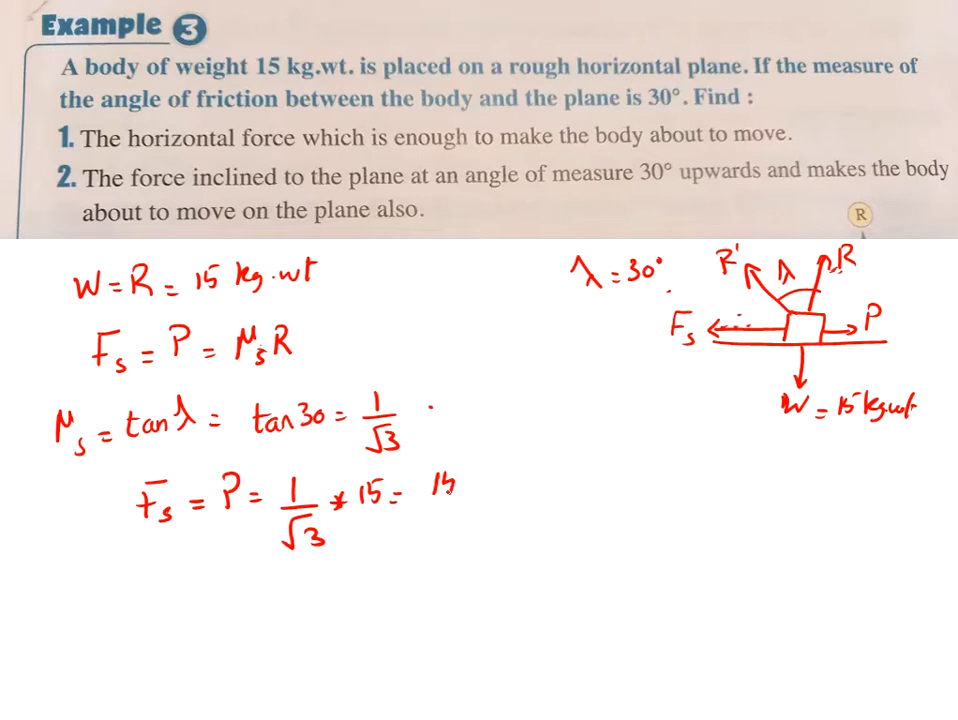 Example 3
A body of weight 15 kg.wt. is placed on a rough horizontal plane. If the measure of
the angle of friction between the body and the plane is 30°. Find :
1. The horizontal force which is enough to make the body about to move.
2. The force inclined to the plane at an angle of measure 30° upwards and makes the body
about to move on the plane also.
R
W = R = 15 kg.wt
Fs = P = μs R
μs = tan λ = tan 30 = 1/√3
Fs = P = 1/√3 * 15 = 15
λ = 30°
R' λ R
Fs P
W = 15 kg.wt